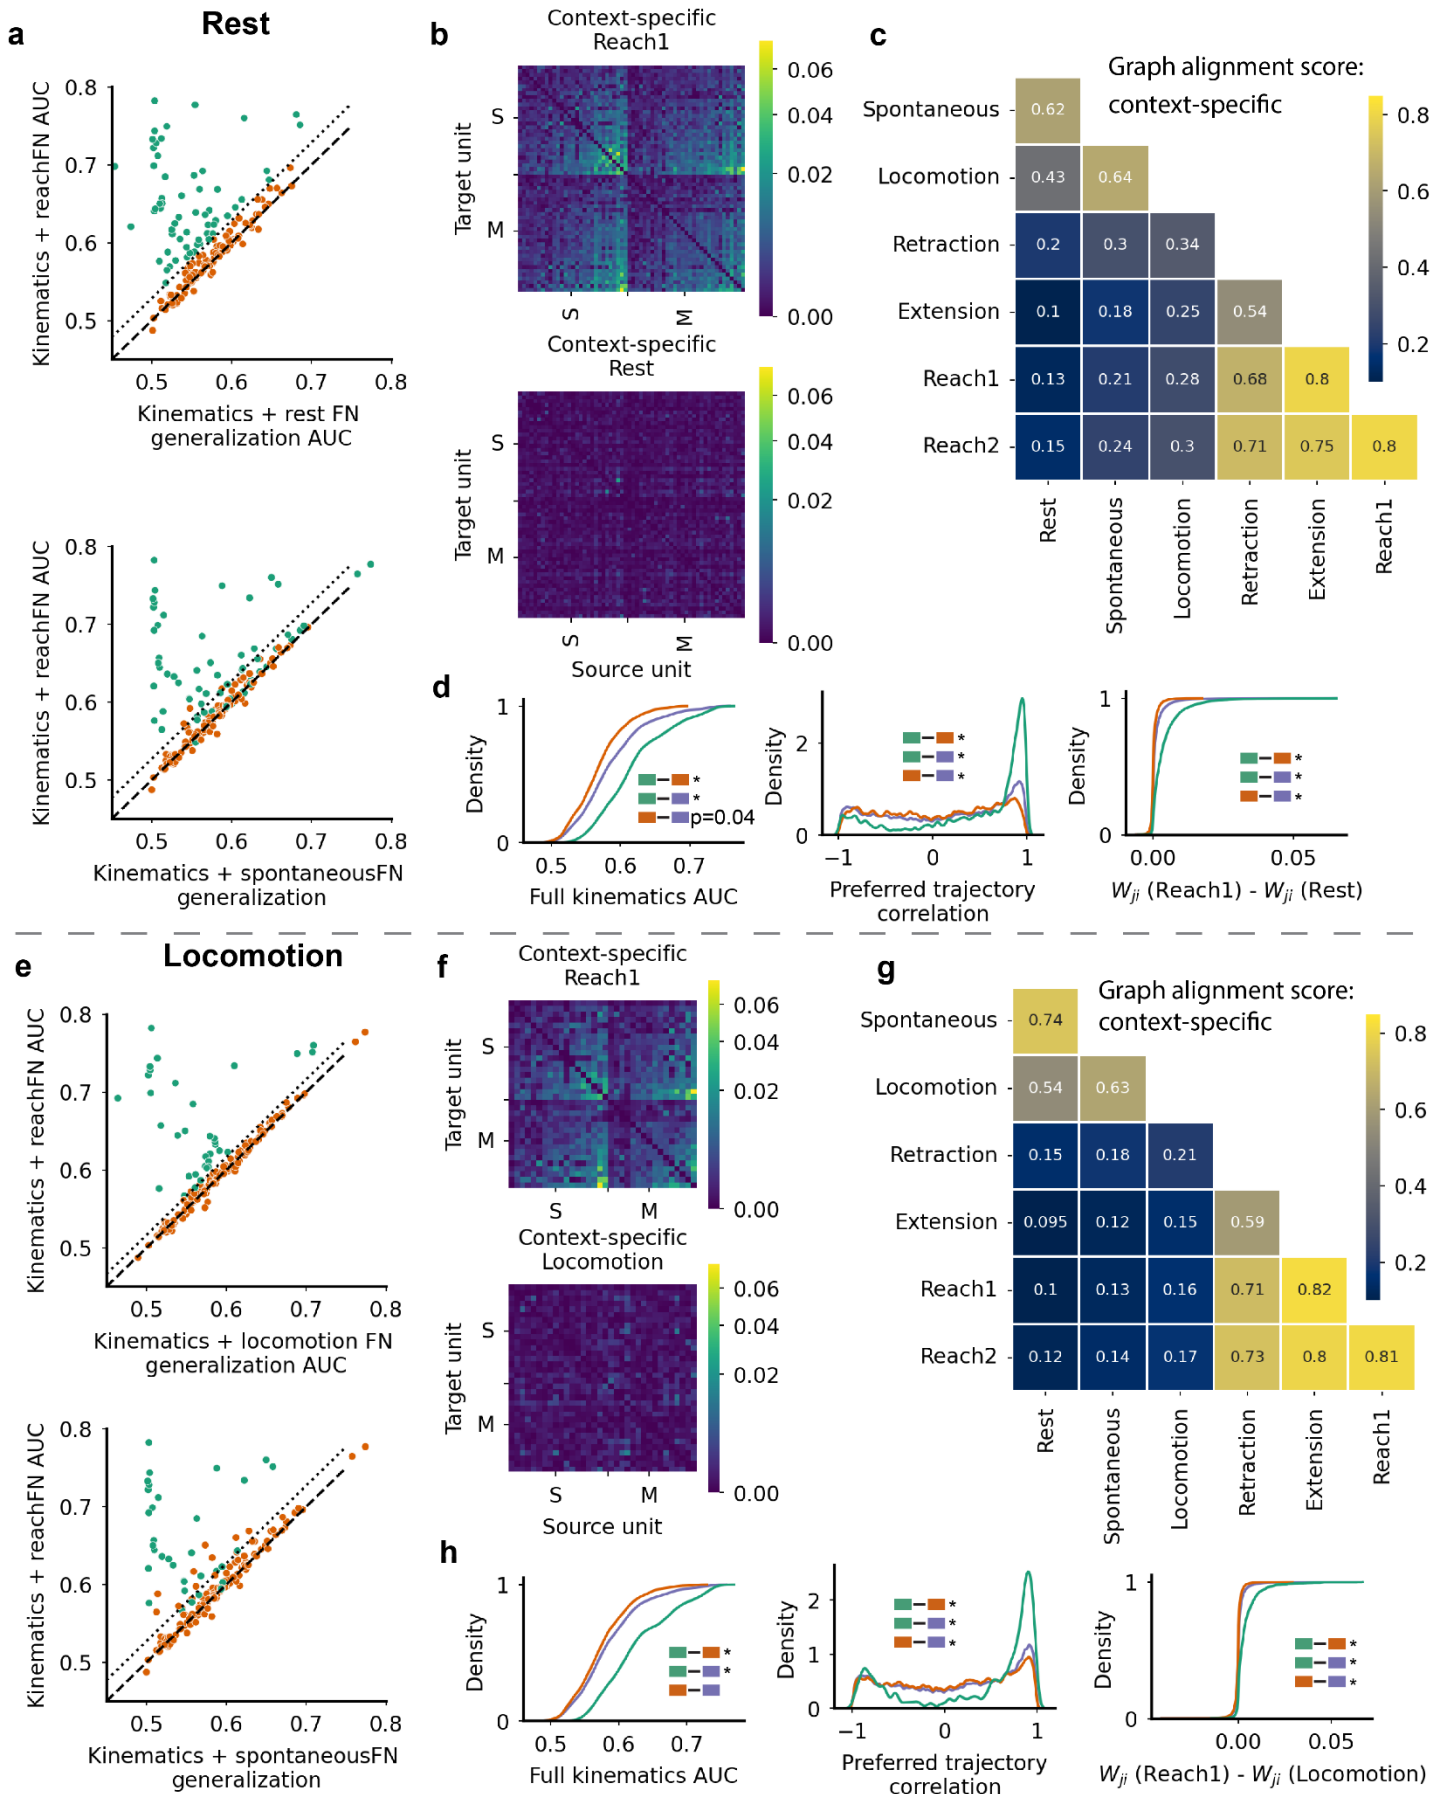 a
Rest
Kinematics + reachFN AUC
0.8
0.7
0.6
0.5
0.5
0.6
0.7
0.8
Kinematics + rest FN
generalization AUC
Kinematics + reachFN AUC
0.8
0.7
0.6
0.5
0.5
0.6
0.7
0.8
Kinematics + spontaneousFN
generalization
b
Context-specific
Reach1
Target unit
S
M
S
M
0.06
0.04
0.02
0.00
Context-specific
Rest
Target unit
S
M
S
M
Source unit
0.06
0.04
0.02
0.00
c
Graph alignment score:
context-specific
Spontaneous
0.62
Locomotion
0.43 0.64
Retraction
0.2 0.3 0.34
Extension
0.1 0.18 0.25 0.54
Reach1
0.13 0.21 0.28 0.68 0.8
Reach2
0.15 0.24 0.3 0.71 0.75 0.8
Rest
Spontaneous
Locomotion
Retraction
Extension
Reach1
0.8
0.6
0.4
0.2
d
Density
1
0
*
*
p=0.04
0.5 0.6 0.7
Full kinematics AUC
Density
2
0
*
*
*
−1 0 1
Preferred trajectory
correlation
Density
1
0
*
*
*
0.00 0.05
Wji (Reach1) - Wji (Rest)
e
Locomotion
Kinematics + reachFN AUC
0.8
0.7
0.6
0.5
0.5
0.6
0.7
0.8
Kinematics + locomotion FN
generalization AUC
Kinematics + reachFN AUC
0.8
0.7
0.6
0.5
0.5
0.6
0.7
0.8
Kinematics + spontaneousFN
generalization
f
Context-specific
Reach1
Target unit
S
M
S
M
0.06
0.04
0.02
0.00
Context-specific
Locomotion
Target unit
S
M
S
M
Source unit
0.06
0.04
0.02
0.00
g
Graph alignment score:
context-specific
Spontaneous
0.74
Locomotion
0.54 0.63
Retraction
0.15 0.18 0.21
Extension
0.095 0.12 0.15 0.59
Reach1
0.1 0.13 0.16 0.71 0.82
Reach2
0.12 0.14 0.17 0.73 0.8 0.81
Rest
Spontaneous
Locomotion
Retraction
Extension
Reach1
0.8
0.6
0.4
0.2
h
Density
1
0
*
*
0.5 0.6 0.7
Full kinematics AUC
Density
2
1
0
*
*
*
−1 0 1
Preferred trajectory
correlation
Density
1
0
*
*
*
0.00 0.05
Wji (Reach1) - Wji (Locomotion)